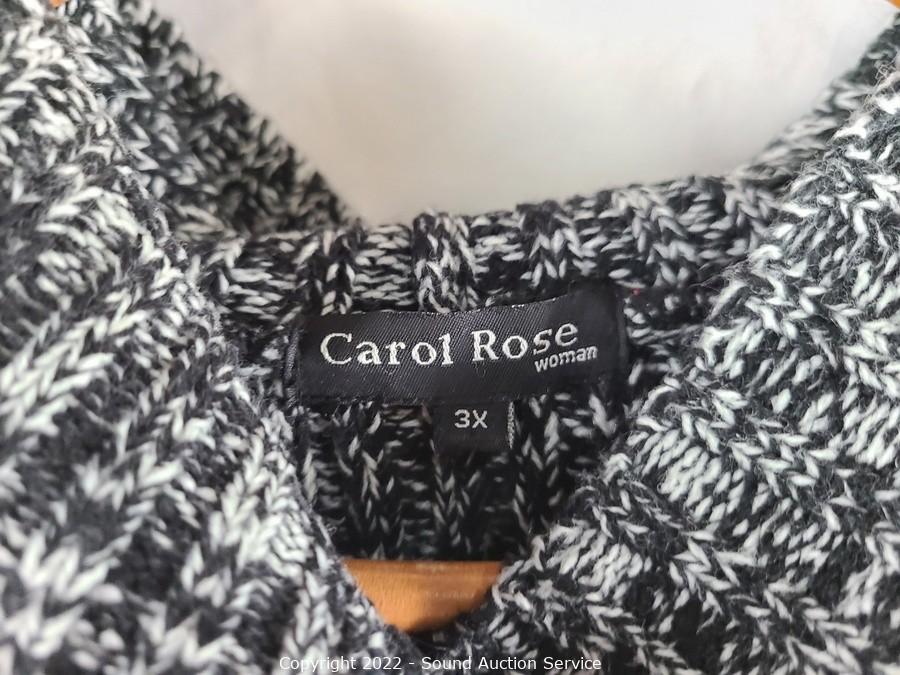 Carol Rose
woman
3X
Copyright 2022 - Sound Auction Service